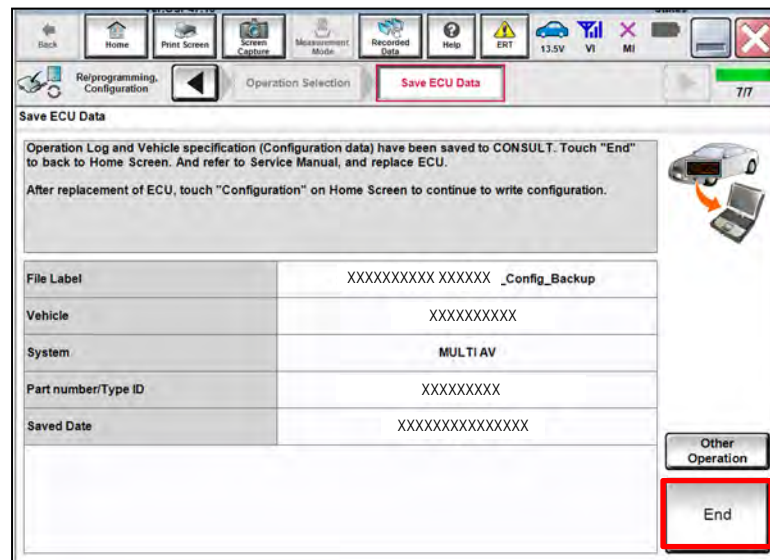 Back
Home
Print Screen
Screen
Capture
Measurement
Mode
Recorded
Data
Help
ERT
13.5V
VI
MI
Re/programming,
Configuration
Operation Selection
Save ECU Data
7/7
Save ECU Data
Operation Log and Vehicle specification (Configuration data) have been saved to CONSULT. Touch "End"
to back to Home Screen. And refer to Service Manual, and replace ECU.
After replacement of ECU, touch "Configuration" on Home Screen to continue to write configuration.
File Label XXXXXXXXXX XXXXXX _Config_Backup
Vehicle XXXXXXXXXX
System MULTI AV
Part number/Type ID XXXXXXXXX
Saved Date XXXXXXXXXXXXXXX
Other
Operation
End